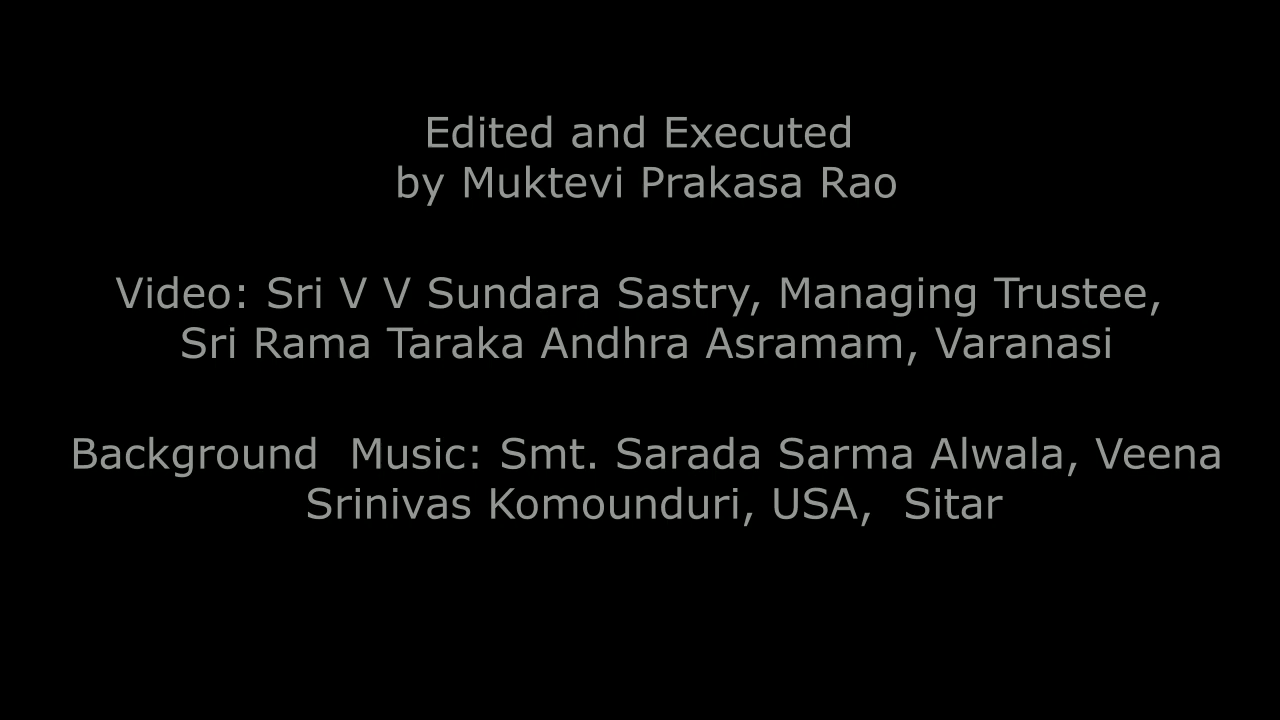 Edited and Executed
by Muktevi Prakasa Rao
Video: Sri V V Sundara Sastry, Managing Trustee,
Sri Rama Taraka Andhra Asramam, Varanasi
Background  Music: Smt. Sarada Sarma Alwala, Veena
Srinivas Komounduri, USA,  Sitar